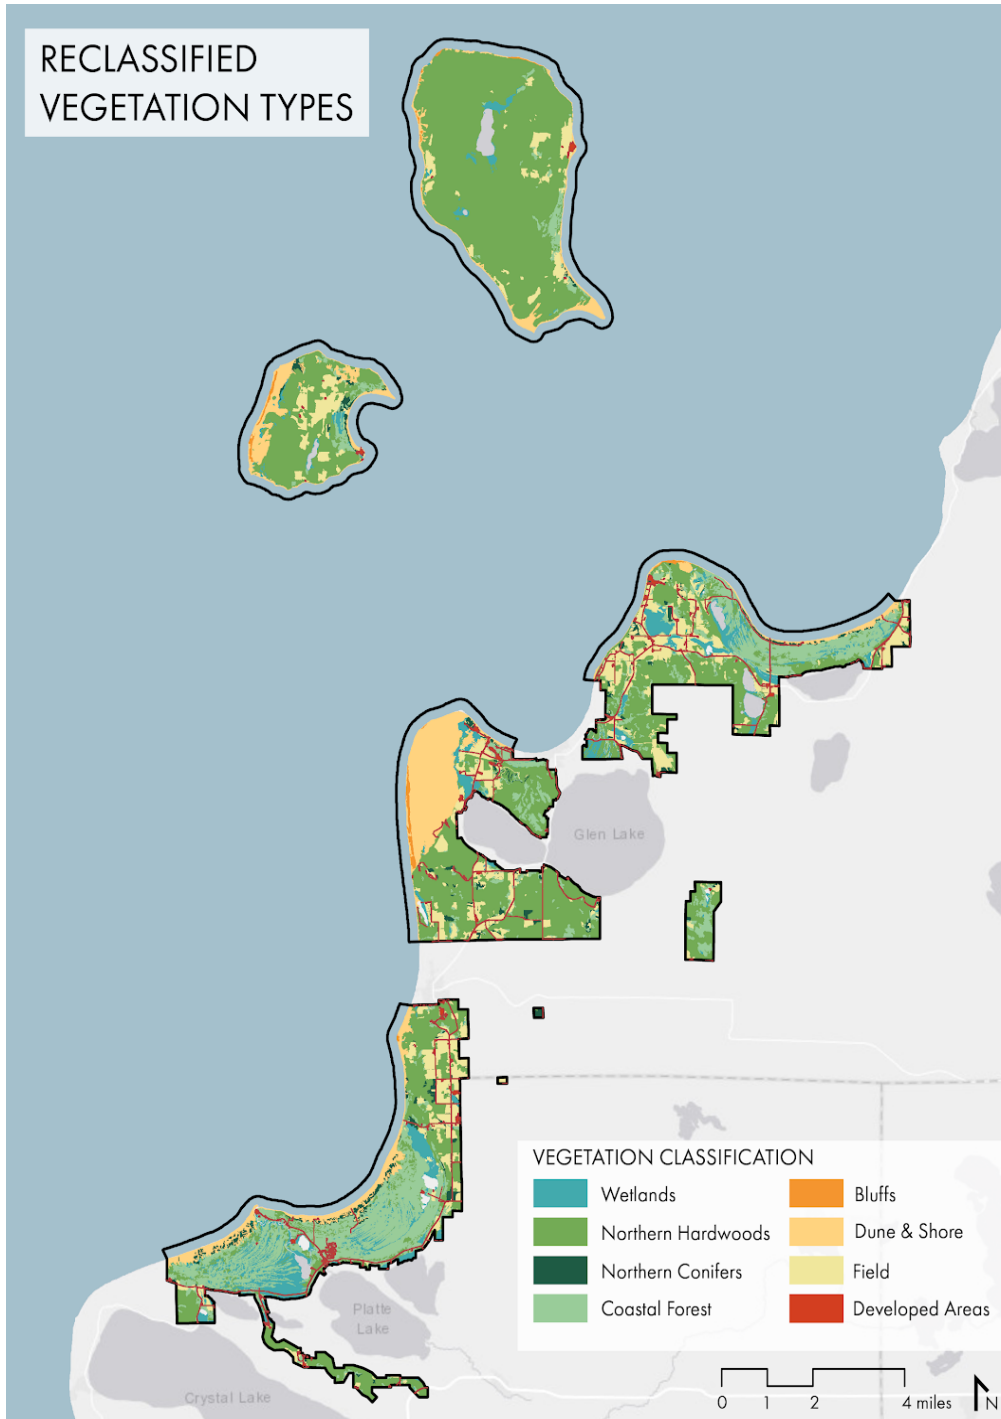 RECLASSIFIED
VEGETATION TYPES
Glen Lake
Platte
Lake
Crystal Lake
VEGETATION CLASSIFICATION
Wetlands
Northern Hardwoods
Northern Conifers
Coastal Forest
Bluffs
Dune & Shore
Field
Developed Areas
0 1 2 4 miles
N